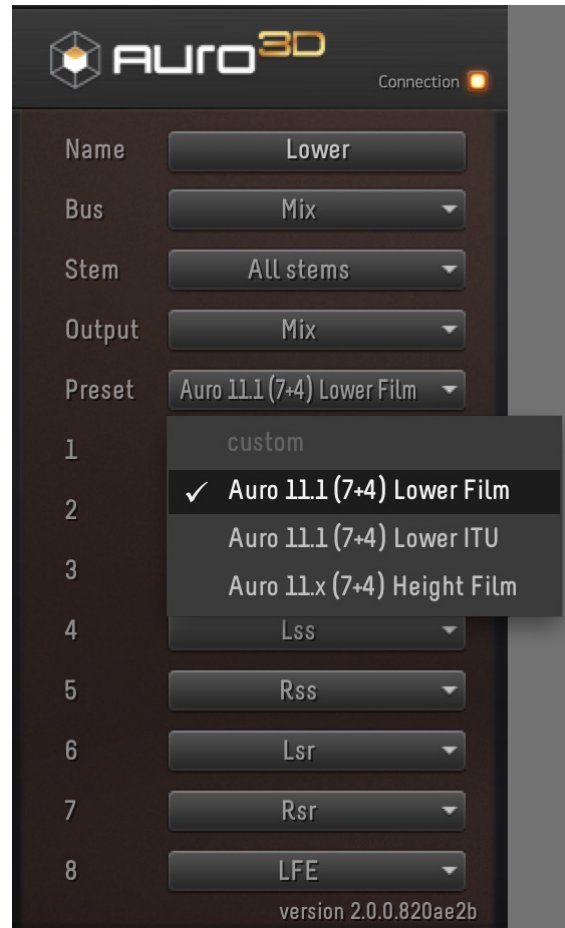 AURO 3D
Connection
Name Lower
Bus Mix
Stem All stems
Output Mix
Preset Auro 11.1 (7+4) Lower Film
1 custom
✓ Auro 11.1 (7+4) Lower Film
2
Auro 11.1 (7+4) Lower ITU
3 Auro 11.x (7+4) Height Film
4 Lss
5 Rss
6 Lsr
7 Rsr
8 LFE
version 2.0.0.820ae2b